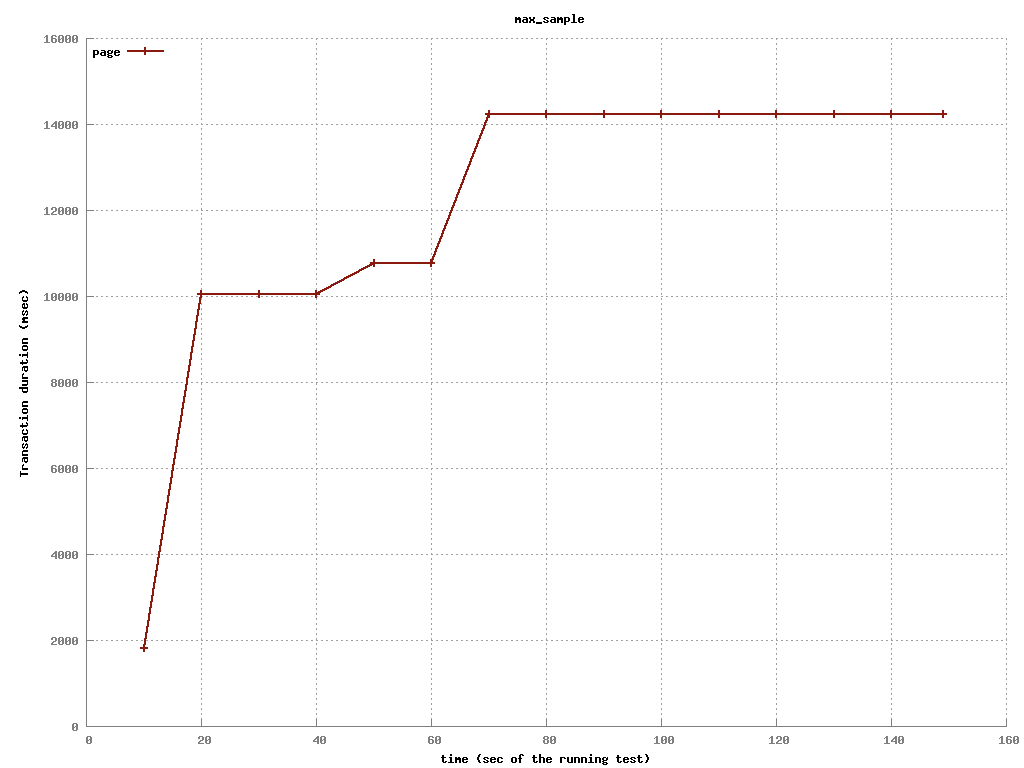 max_sample
16000
page
14000
12000
10000
8000
6000
4000
2000
0
Transaction duration (msec)
0 20 40 60 80 100 120 140 160
time (sec of the running test)